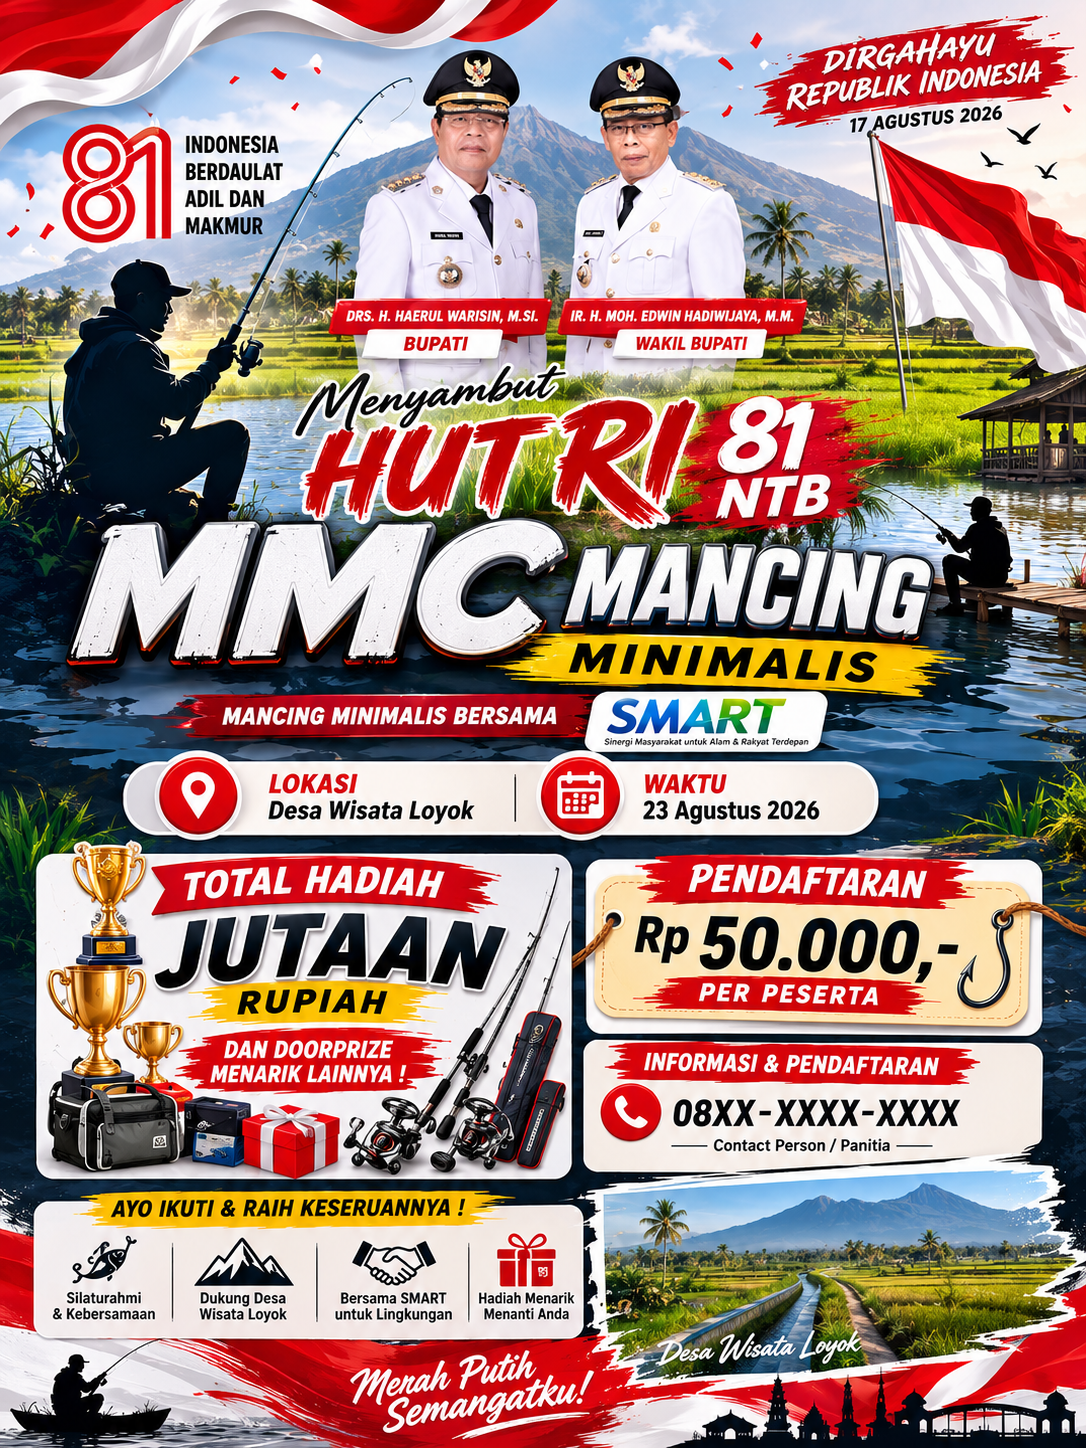 DIRGAHAYU
REPUBLIK INDONESIA
17 AGUSTUS 2026
81
INDONESIA
BERDAULAT
ADIL DAN
MAKMUR
DRS. H. HAERUL WARISIN, M.SI.
BUPATI
IR. H. MOH. EDWIN HADIWIJAYA, M.M.
WAKIL BUPATI
Menyambut
HUT RI 81
NTB
MMC MANCING
MINIMALIS
MANCING MINIMALIS BERSAMA
SMART
Sinergi Masyarakat untuk Alam & Rakyat Terdepan
LOKASI
Desa Wisata Loyok
WAKTU
23 Agustus 2026
TOTAL HADIAH
JUTAAN
RUPIAH
DAN DOORPRIZE
MENARIK LAINNYA !
PENDAFTARAN
Rp 50.000,-
PER PESERTA
INFORMASI & PENDAFTARAN
08XX-XXXX-XXXX
Contact Person / Panitia
AYO IKUTI & RAIH KESERUANNYA !
Silaturahmi
& Kebersamaan
Dukung Desa
Wisata Loyok
Bersama SMART
untuk Lingkungan
Hadiah Menarik
Menanti Anda
Desa Wisata Loyok
Merah Putih
Semangatku!